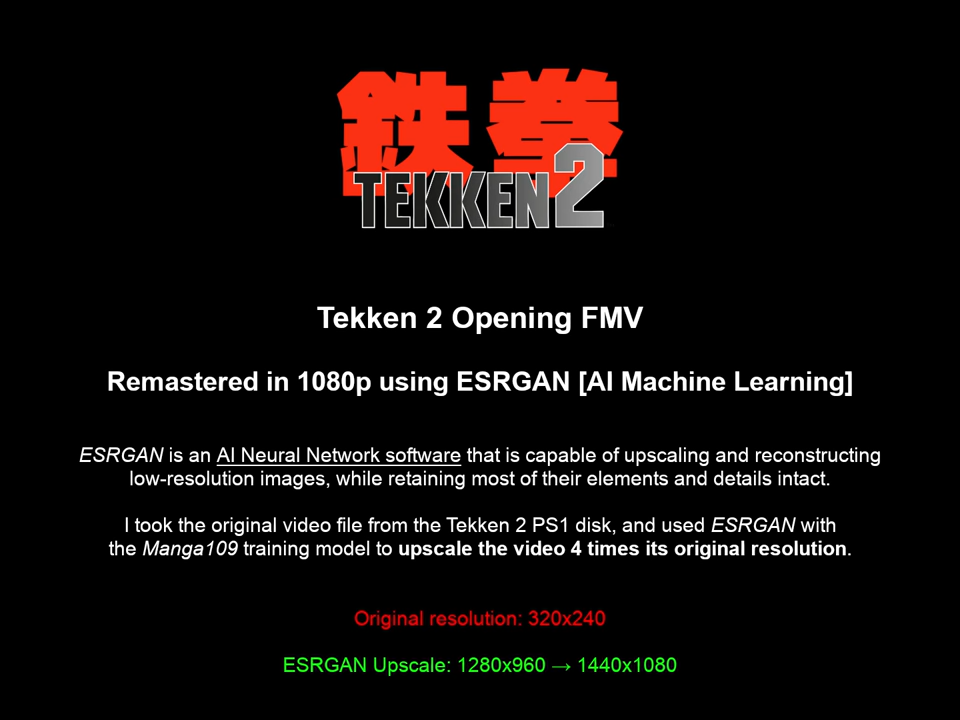 鉄拳
TEKKEN 2
Tekken 2 Opening FMV
Remastered in 1080p using ESRGAN [AI Machine Learning]
ESRGAN is an AI Neural Network software that is capable of upscaling and reconstructing
low-resolution images, while retaining most of their elements and details intact.
I took the original video file from the Tekken 2 PS1 disk, and used ESRGAN with
the Manga109 training model to upscale the video 4 times its original resolution.
Original resolution: 320x240
ESRGAN Upscale: 1280x960 → 1440x1080